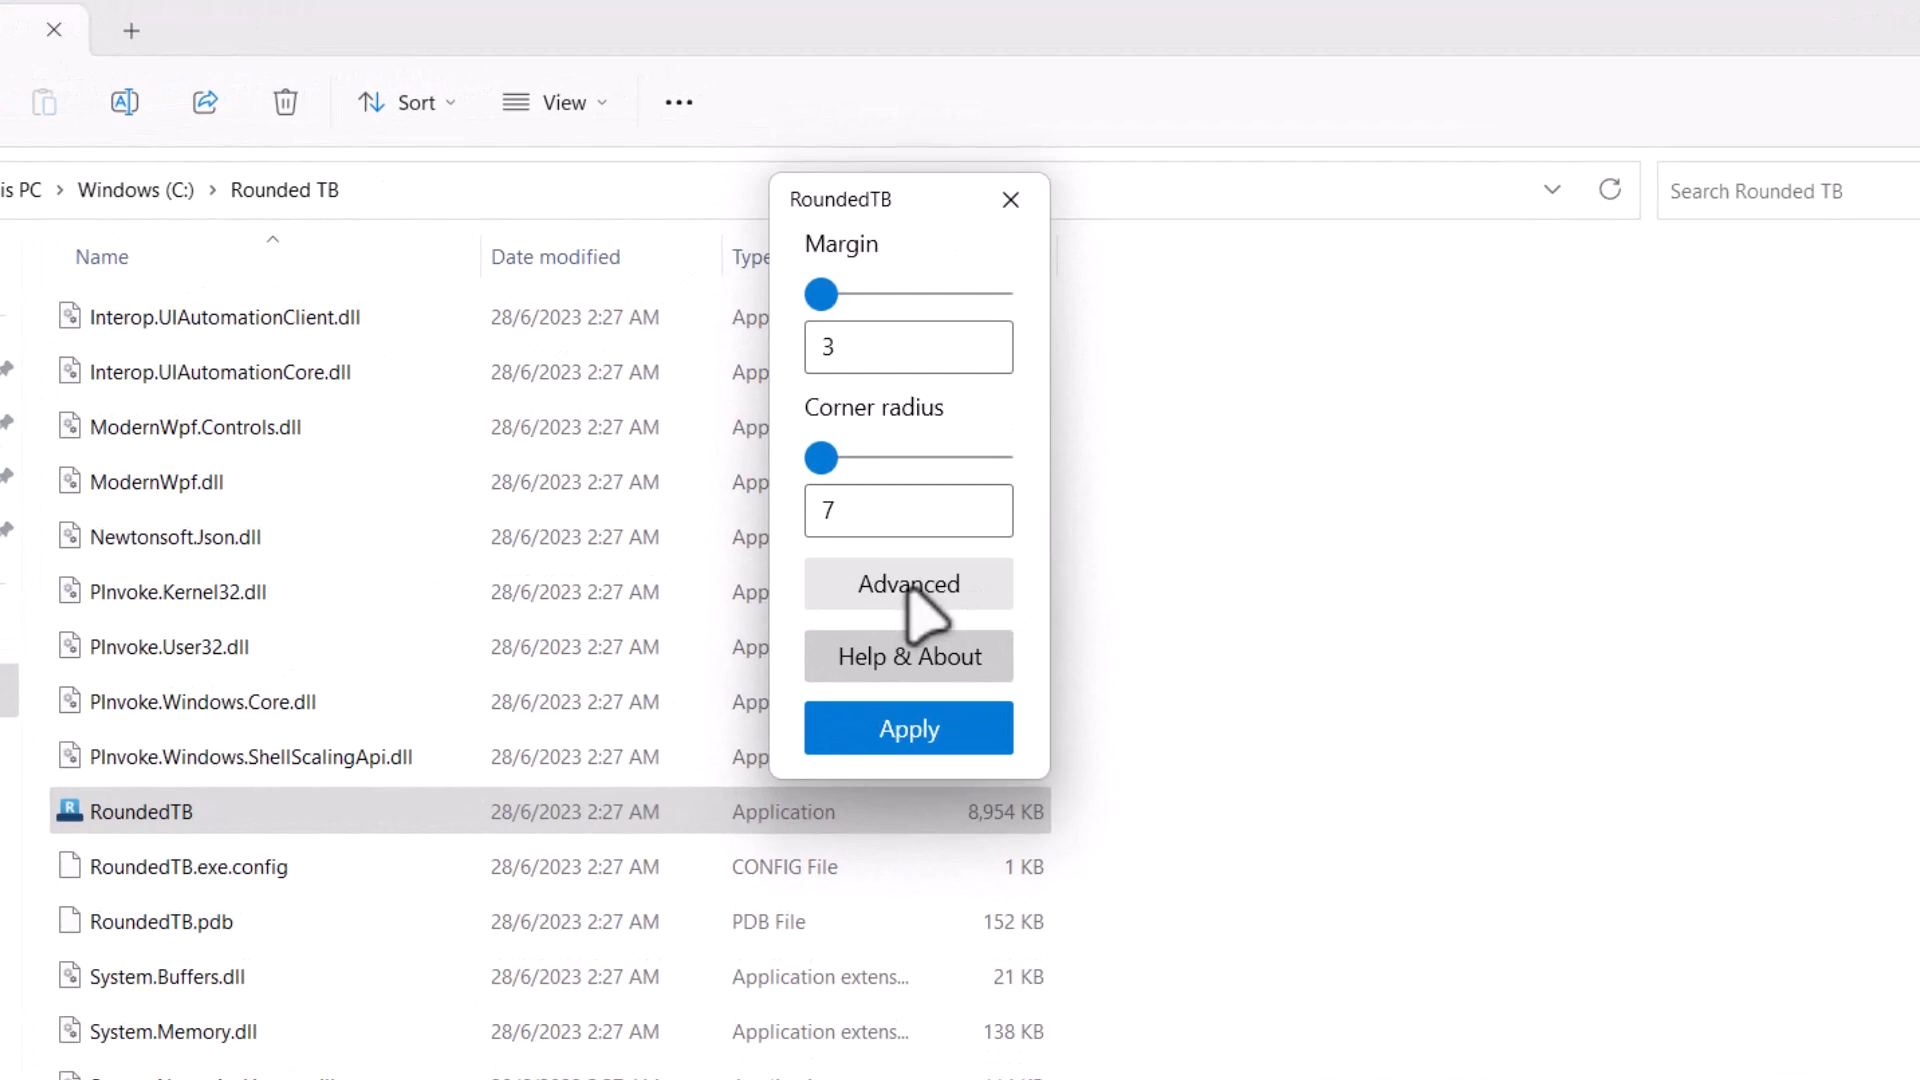 Sort
View
is PC > Windows (C:) > Rounded TB
Search Rounded TB
Name
Date modified
Type
Interop.UIAutomationClient.dll 28/6/2023 2:27 AM App
Interop.UIAutomationCore.dll 28/6/2023 2:27 AM App
ModernWpf.Controls.dll 28/6/2023 2:27 AM App
ModernWpf.dll 28/6/2023 2:27 AM App
Newtonsoft.Json.dll 28/6/2023 2:27 AM App
PInvoke.Kernel32.dll 28/6/2023 2:27 AM App
PInvoke.User32.dll 28/6/2023 2:27 AM App
PInvoke.Windows.Core.dll 28/6/2023 2:27 AM App
PInvoke.Windows.ShellScalingApi.dll 28/6/2023 2:27 AM App
RoundedTB 28/6/2023 2:27 AM Application 8,954 KB
RoundedTB.exe.config 28/6/2023 2:27 AM CONFIG File 1 KB
RoundedTB.pdb 28/6/2023 2:27 AM PDB File 152 KB
System.Buffers.dll 28/6/2023 2:27 AM Application extens... 21 KB
System.Memory.dll 28/6/2023 2:27 AM Application extens... 138 KB
RoundedTB
Margin
3
Corner radius
7
Advanced
Help & About
Apply